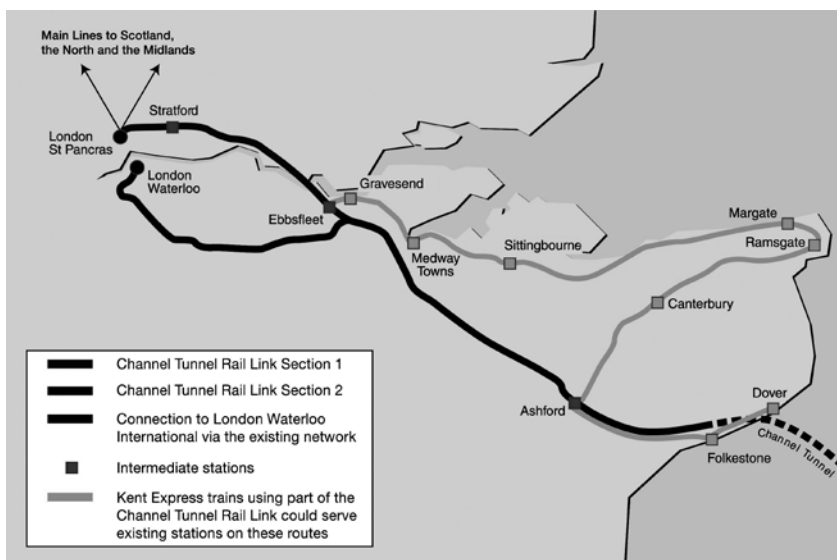 Main Lines to Scotland,
the North and the Midlands
Stratford
London
St Pancras
London
Waterloo
Gravesend
Ebbsfleet
Medway
Towns
Sittingbourne
Margate
Ramsgate
Canterbury
Ashford
Dover
Folkestone
Channel Tunnel
Channel Tunnel Rail Link Section 1
Channel Tunnel Rail Link Section 2
Connection to London Waterloo
International via the existing network
Intermediate stations
Kent Express trains using part of the
Channel Tunnel Rail Link could serve
existing stations on these routes